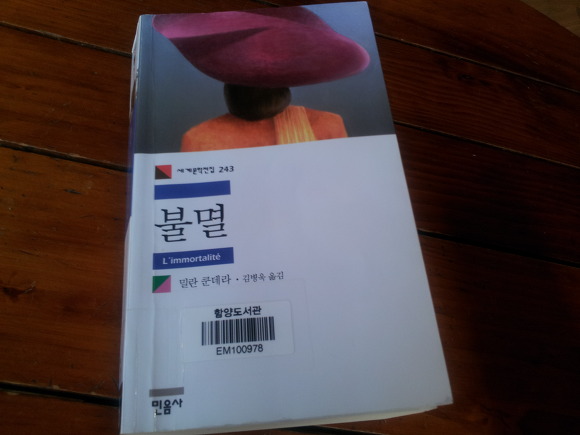 세계문학전집 243
불멸
L'immortalité
밀란 쿤데라 · 김병욱 옮김
함양도서관
EM100978
민음사